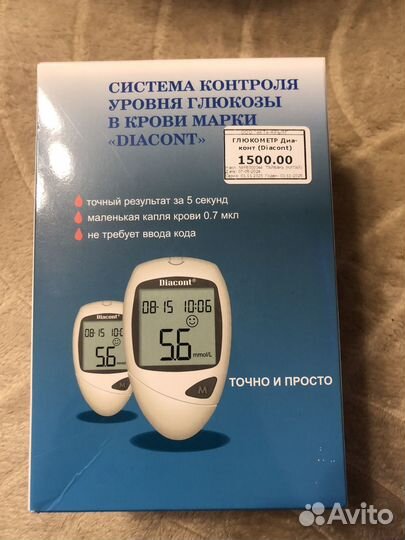 СИСТЕМА КОНТРОЛЯ
УРОВНЯ ГЛЮКОЗЫ
В КРОВИ МАРКИ
«DIACONT»
ГЛЮКОМЕТР Диа-
конт (Diacont)
1500.00
точный результат за 5 секунд
маленькая капля крови 0.7 мкл
не требует ввода кода
Diacont®
08-15 10:06
5.6 mmol/L
M
08-15 10:0
5.6
ТОЧНО И ПРОСТО
Avito